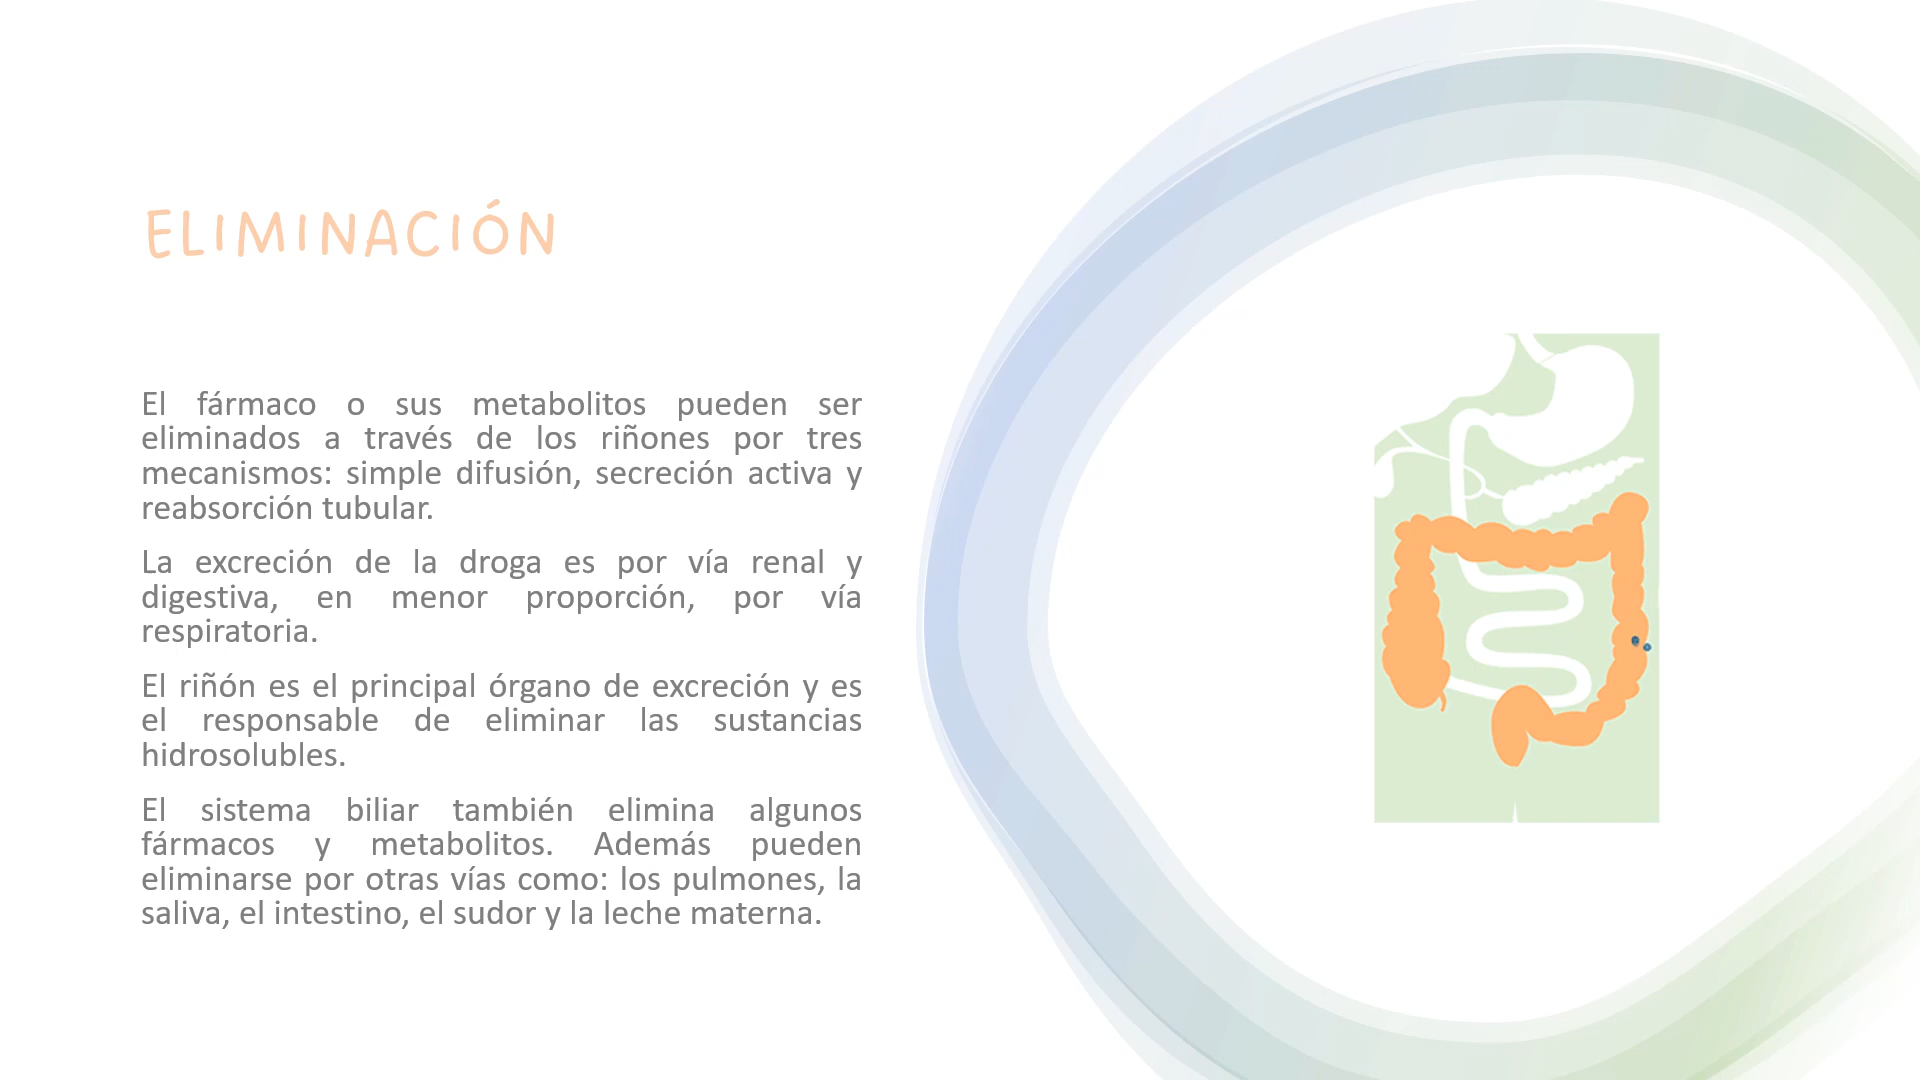 ELIMINACIÓN
El fármaco o sus metabolitos pueden ser
eliminados a través de los riñones por tres
mecanismos: simple difusión, secreción activa y
reabsorción tubular.
La excreción de la droga es por vía renal y
digestiva, en menor proporción, por vía
respiratoria.
El riñón es el principal órgano de excreción y es
el responsable de eliminar las sustancias
hidrosolubles.
El sistema biliar también elimina algunos
fármacos y metabolitos. Además pueden
eliminarse por otras vías como: los pulmones, la
saliva, el intestino, el sudor y la leche materna.